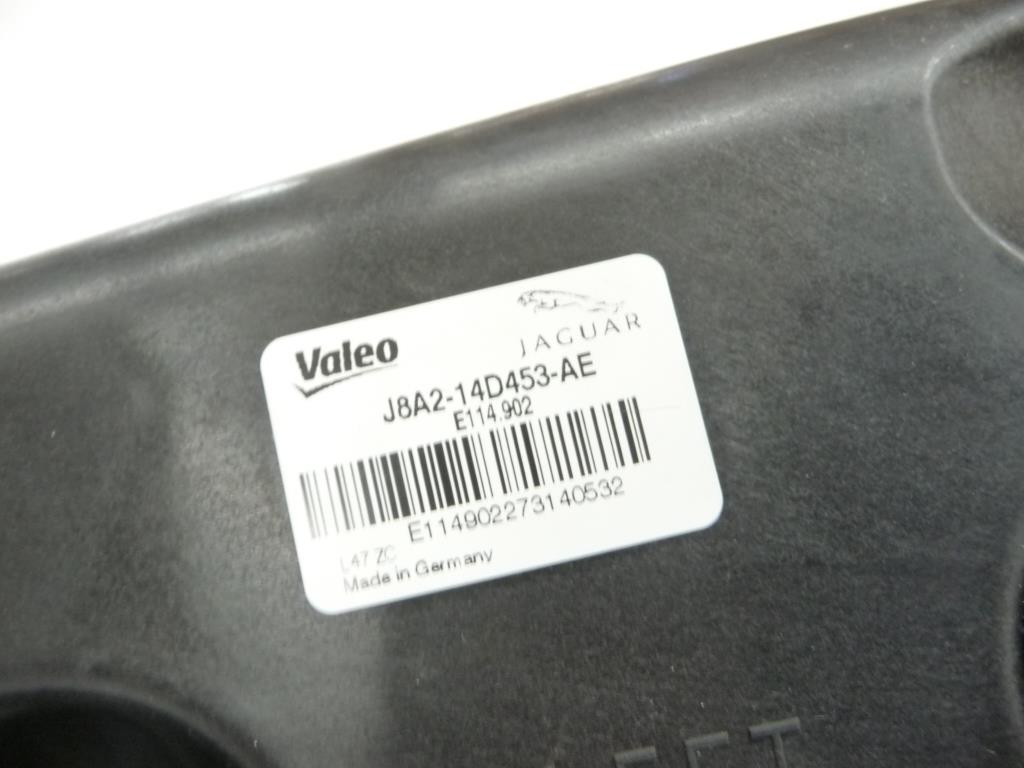 Valeo
JAGUAR
J8A2-14D453-AE
E114.902
E114902273140532
L47 ZC
Made in Germany